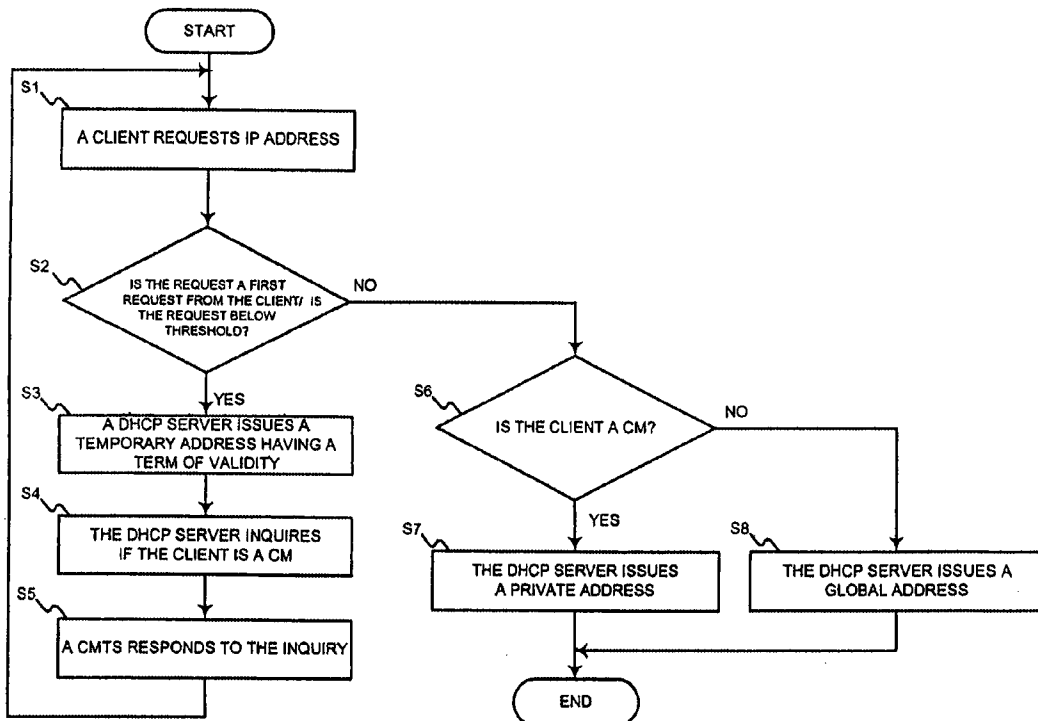 START
S1
A CLIENT REQUESTS IP ADDRESS
S2
IS THE REQUEST A FIRST
REQUEST FROM THE CLIENT/ IS
THE REQUEST BELOW
THRESHOLD?
NO
YES
S3
A DHCP SERVER ISSUES A
TEMPORARY ADDRESS HAVING A
TERM OF VALIDITY
S4
THE DHCP SERVER INQUIRES
IF THE CLIENT IS A CM
S5
A CMTS RESPONDS TO THE INQUIRY
S6
IS THE CLIENT A CM?
NO
YES
S7
THE DHCP SERVER ISSUES
A PRIVATE ADDRESS
S8
THE DHCP SERVER ISSUES A
GLOBAL ADDRESS
END